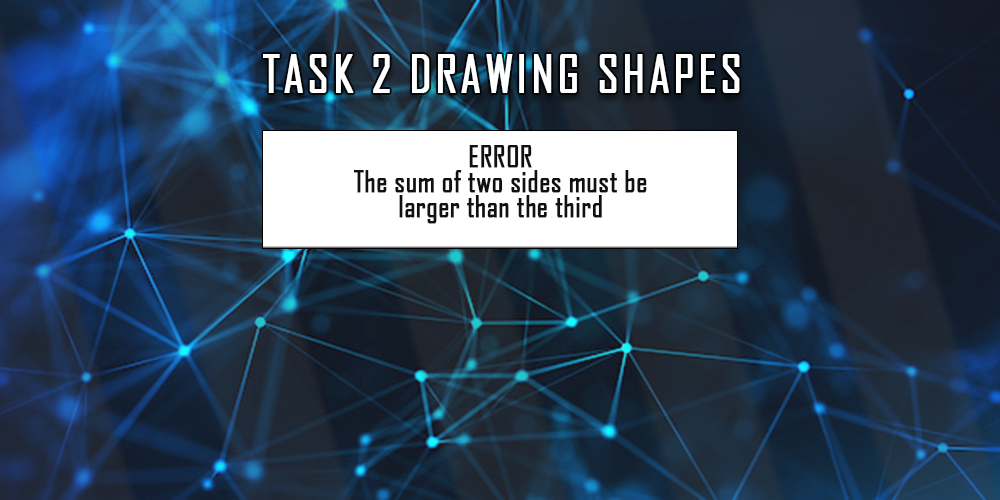 TASK 2 DRAWING SHAPES
ERROR
The sum of two sides must be
larger than the third